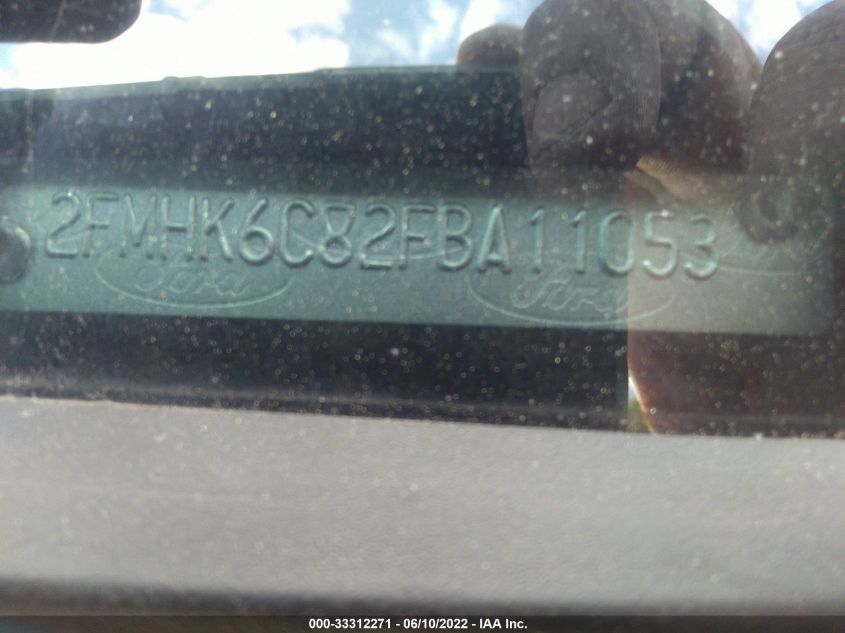 2FMHK6C82FBA11053
Ford Ford
000-33312271 - 06/10/2022 - IAA Inc.